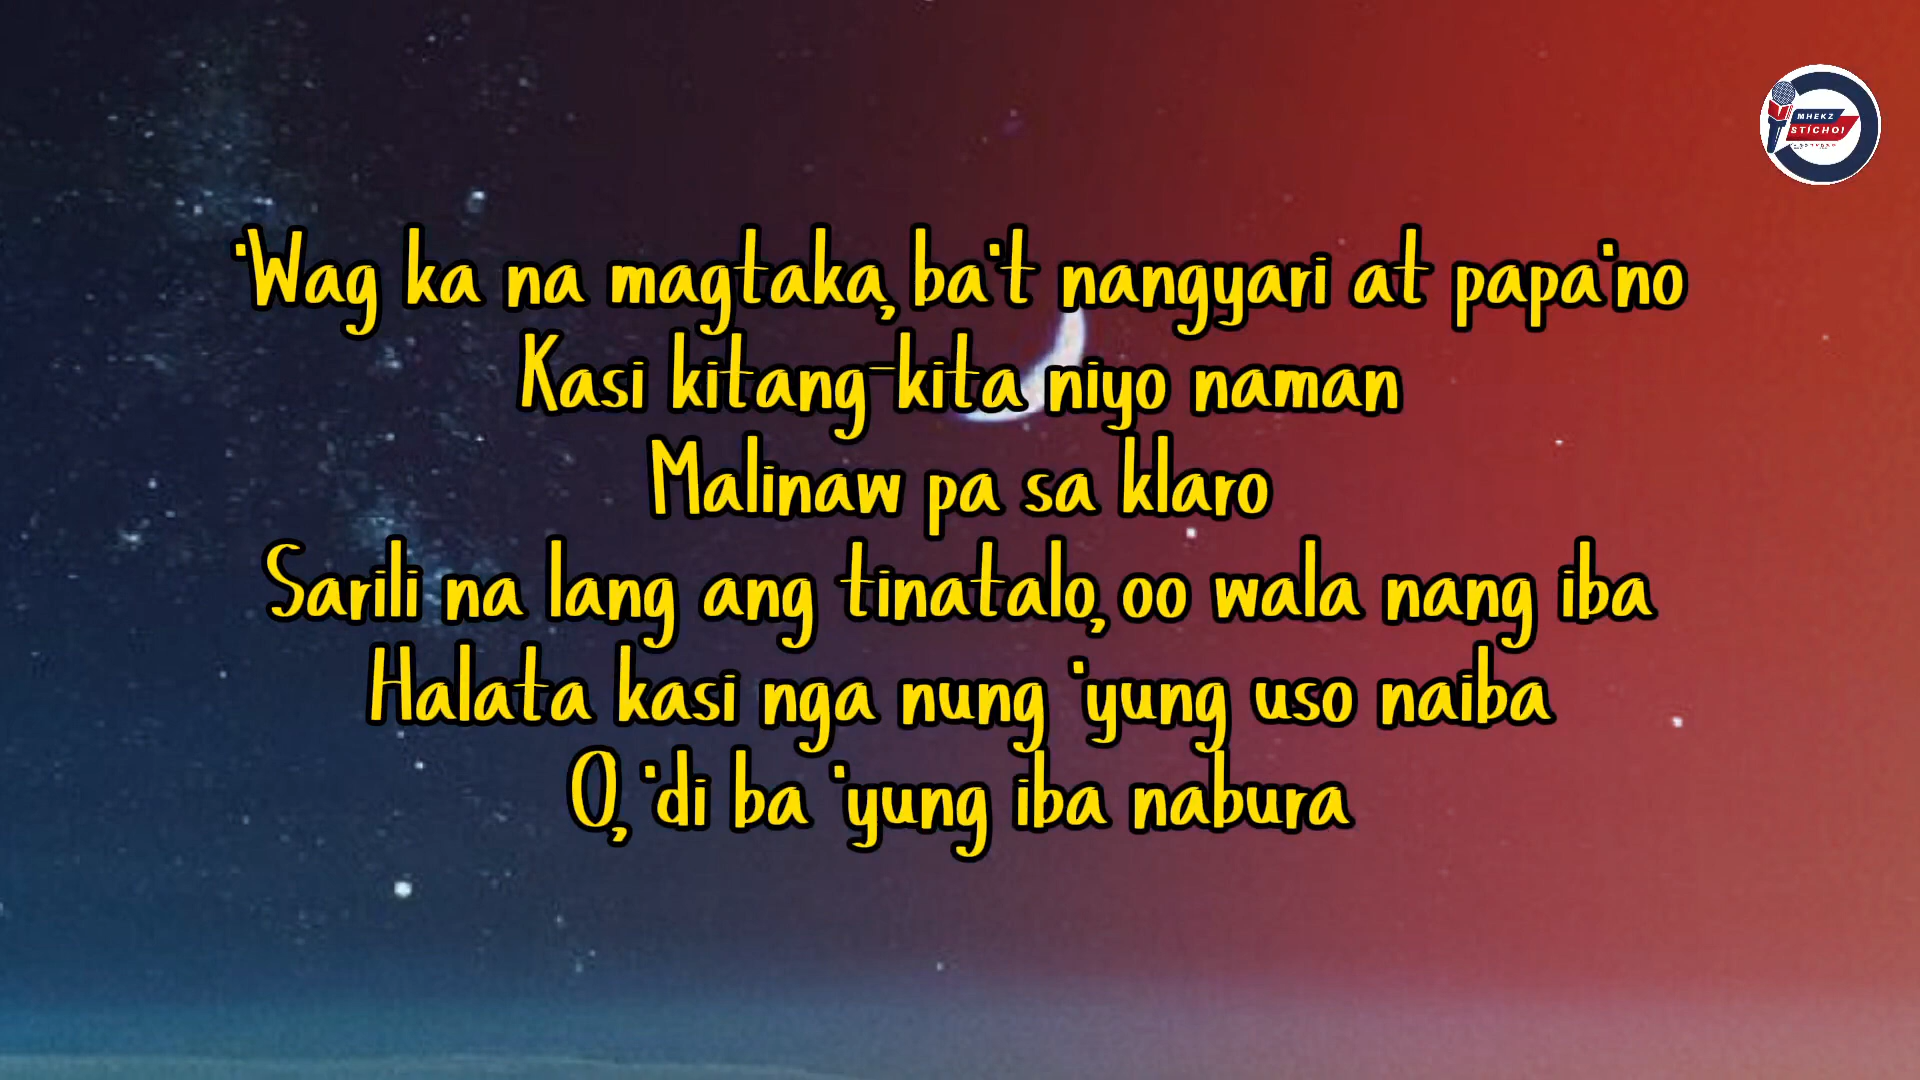 'Wag ka na magtaka, ba't nangyari at papa'no
Kasi kitang-kita niyo naman
Malinaw pa sa klaro
Sarili na lang ang tinatalo, oo wala nang iba
Halata kasi nga nung 'yung uso naiba
O, 'di ba 'yung iba nabura
MHEKZ
STÍCHOI